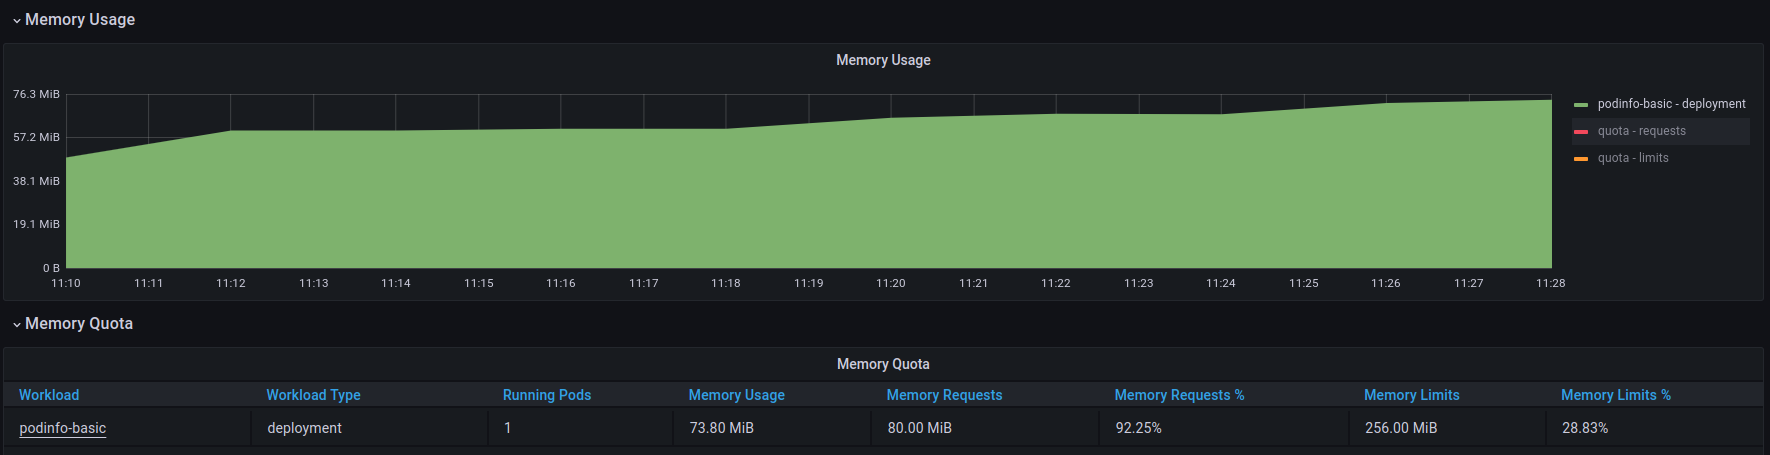 Memory Usage
Memory Usage
76.3 MiB
57.2 MiB
38.1 MiB
19.1 MiB
0 B
11:10 11:11 11:12 11:13 11:14 11:15 11:16 11:17 11:18 11:19 11:20 11:21 11:22 11:23 11:24 11:25 11:26 11:27 11:28
podinfo-basic - deployment
quota - requests
quota - limits
Memory Quota
Memory Quota
Workload Workload Type Running Pods Memory Usage Memory Requests Memory Requests % Memory Limits Memory Limits %
podinfo-basic deployment 1 73.80 MiB 80.00 MiB 92.25% 256.00 MiB 28.83%